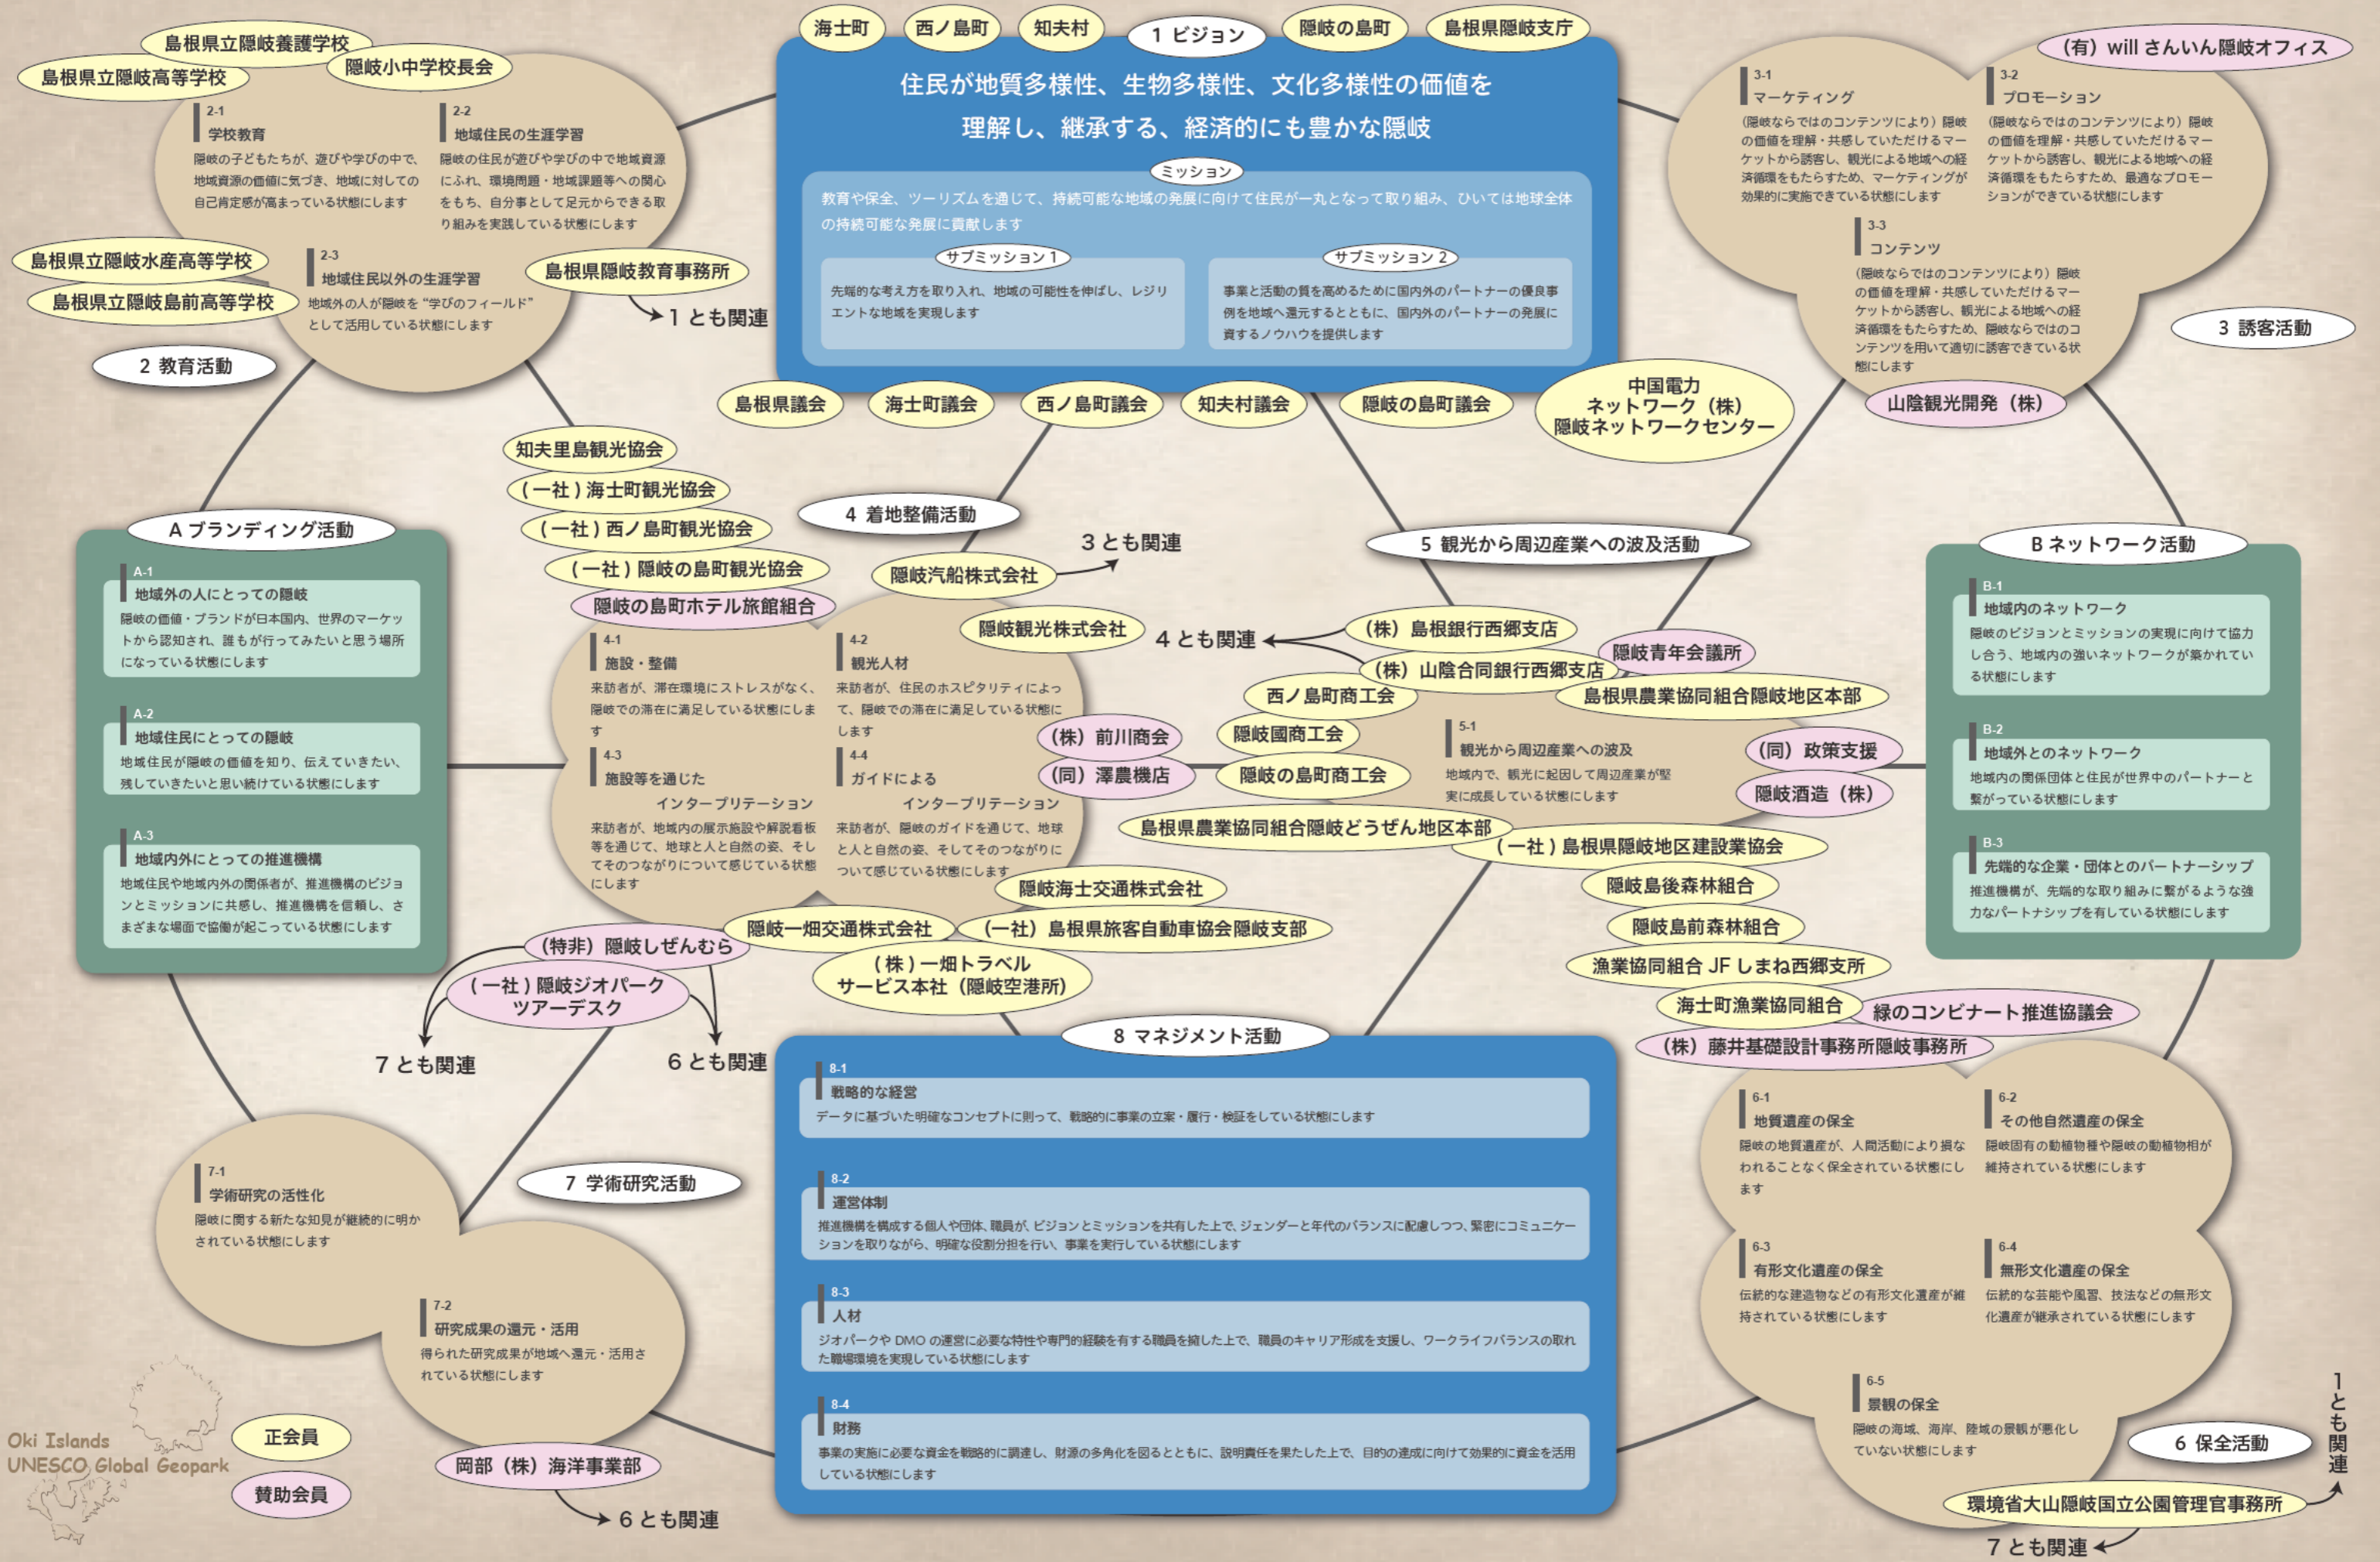 海士町
西ノ島町
知夫村
1 ビジョン
隠岐の島町
島根県隠岐支庁
住民が地質多様性、生物多様性、文化多様性の価値を
理解し、継承する、経済的にも豊かな隠岐
ミッション
教育や保全、ツーリズムを通じて、持続可能な地域の発展に向けて住民が一丸となって取り組み、ひいては地球全体
の持続可能な発展に貢献します
サブミッション 1
先端的な考え方を取り入れ、地域の可能性を伸ばし、レジリ
エントな地域を実現します
サブミッション 2
事業と活動の質を高めるために国内外のパートナーの優良事
例を地域へ還元するとともに、国内外のパートナーの発展に
資するノウハウを提供します
島根県議会
海士町議会
西ノ島町議会
知夫村議会
隠岐の島町議会
中国電力
ネットワーク（株）
隠岐ネットワークセンター
島根県立隠岐養護学校
島根県立隠岐高等学校
隠岐小中学校長会
2-1
学校教育
隠岐の子どもたちが、遊びや学びの中で、
地域資源の価値に気づき、地域に対しての
自己肯定感が高まっている状態にします
2-2
地域住民の生涯学習
隠岐の住民が遊びや学びの中で地域資源
にふれ、環境問題・地域課題等への関心
をもち、自分事として足元からできる取
り組みを実践している状態にします
2-3
地域住民以外の生涯学習
地域外の人が隠岐を “学びのフィールド”
として活用している状態にします
島根県立隠岐水産高等学校
島根県立隠岐島前高等学校
島根県隠岐教育事務所
1 とも関連
2 教育活動
（有）will さんいん隠岐オフィス
3-1
マーケティング
（隠岐ならではのコンテンツにより）隠岐
の価値を理解・共感していただけるマー
ケットから誘客し、観光による地域への経
済循環をもたらすため、マーケティングが
効果的に実施できている状態にします
3-2
プロモーション
（隠岐ならではのコンテンツにより）隠岐
の価値を理解・共感していただけるマー
ケットから誘客し、観光による地域への経
済循環をもたらすため、最適なプロモー
ションができている状態にします
3-3
コンテンツ
（隠岐ならではのコンテンツにより）隠岐
の価値を理解・共感していただけるマー
ケットから誘客し、観光による地域への経
済循環をもたらすため、隠岐ならではのコ
ンテンツを用いて適切に誘客できている状
態にします
3 誘客活動
山陰観光開発（株）
A ブランディング活動
A-1
地域外の人にとっての隠岐
隠岐の価値・ブランドが日本国内、世界のマーケッ
トから認知され、誰もが行ってみたいと思う場所
になっている状態にします
A-2
地域住民にとっての隠岐
地域住民が隠岐の価値を知り、伝えていきたい、
残していきたいと思い続けている状態にします
A-3
地域内外にとっての推進機構
地域住民や地域内外の関係者が、推進機構のビジョ
ンとミッションに共感し、推進機構を信頼し、さ
まざまな場面で協働が起こっている状態にします
知夫里島観光協会
( 一社 ) 海士町観光協会
( 一社 ) 西ノ島町観光協会
( 一社 ) 隠岐の島町観光協会
隠岐の島町ホテル旅館組合
4 着地整備活動
隠岐汽船株式会社
3 とも関連
隠岐観光株式会社
4-1
施設・整備
来訪者が、滞在環境にストレスがなく、
隠岐での滞在に満足している状態にしま
す
4-2
観光人材
来訪者が、住民のホスピタリティによっ
て、隠岐での滞在に満足している状態に
します
4-3
施設等を通じた
インタープリテーション
来訪者が、地域内の展示施設や解説看板
等を通じて、地球と人と自然の姿、そし
てそのつながりについて感じている状態
にします
4-4
ガイドによる
インタープリテーション
来訪者が、隠岐のガイドを通じて、地球
と人と自然の姿、そしてそのつながりに
ついて感じている状態にします
（株）前川商会
（同）澤農機店
隠岐海士交通株式会社
隠岐一畑交通株式会社
（一社）島根県旅客自動車協会隠岐支部
( 株 ) 一畑トラベル
サービス本社（隠岐空港所）
（特非）隠岐しぜんむら
( 一社 ) 隠岐ジオパーク
ツアーデスク
7 とも関連
6 とも関連
5 観光から周辺産業への波及活動
（株）島根銀行西郷支店
4 とも関連
（株）山陰合同銀行西郷支店
隠岐青年会議所
西ノ島町商工会
島根県農業協同組合隠岐地区本部
隠岐國商工会
隠岐の島町商工会
5-1
観光から周辺産業への波及
地域内で、観光に起因して周辺産業が堅
実に成長している状態にします
（同）政策支援
隠岐酒造（株）
島根県農業協同組合隠岐どうぜん地区本部
( 一社 ) 島根県隠岐地区建設業協会
隠岐島後森林組合
隠岐島前森林組合
漁業協同組合 JF しまね西郷支所
海士町漁業協同組合
緑のコンビナート推進協議会
（株）藤井基礎設計事務所隠岐事務所
B ネットワーク活動
B-1
地域内のネットワーク
隠岐のビジョンとミッションの実現に向けて協力
し合う、地域内の強いネットワークが築かれてい
る状態にします
B-2
地域外とのネットワーク
地域内の関係団体と住民が世界中のパートナーと
繋がっている状態にします
B-3
先端的な企業・団体とのパートナーシップ
推進機構が、先端的な取り組みに繋がるような強
力なパートナシップを有している状態にします
7-1
学術研究の活性化
隠岐に関する新たな知見が継続的に明か
されている状態にします
7 学術研究活動
7-2
研究成果の還元・活用
得られた研究成果が地域へ還元・活用さ
れている状態にします
岡部（株）海洋事業部
6 とも関連
8 マネジメント活動
8-1
戦略的な経営
データに基づいた明確なコンセプトに則って、戦略的に事業の立案・履行・検証をしている状態にします
8-2
運営体制
推進機構を構成する個人や団体、職員が、ビジョンとミッションを共有した上で、ジェンダーと年代のバランスに配慮しつつ、緊密にコミュニケー
ションを取りながら、明確な役割分担を行い、事業を実行している状態にします
8-3
人材
ジオパークや DMO の運営に必要な特性や専門的経験を有する職員を擁した上で、職員のキャリア形成を支援し、ワークライフバランスの取れ
た職場環境を実現している状態にします
8-4
財務
事業の実施に必要な資金を戦略的に調達し、財源の多角化を図るとともに、説明責任を果たした上で、目的の達成に向けて効果的に資金を活用
している状態にします
6-1
地質遺産の保全
隠岐の地質遺産が、人間活動により損な
われることなく保全されている状態にし
ます
6-2
その他自然遺産の保全
隠岐固有の動植物種や隠岐の動植物相が
維持されている状態にします
6-3
有形文化遺産の保全
伝統的な建造物などの有形文化遺産が維
持されている状態にします
6-4
無形文化遺産の保全
伝統的な芸能や風習、技法などの無形文
化遺産が継承されている状態にします
6-5
景観の保全
隠岐の海域、海岸、陸域の景観が悪化し
ていない状態にします
6 保全活動
1とも関連
環境省大山隠岐国立公園管理官事務所
7 とも関連
Oki Islands
UNESCO Global Geopark
正会員
賛助会員